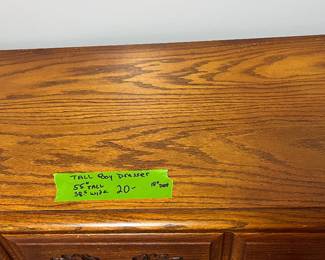 TALL Boy Dresser
55" TALL
38" WIDE 20- 18" Deep